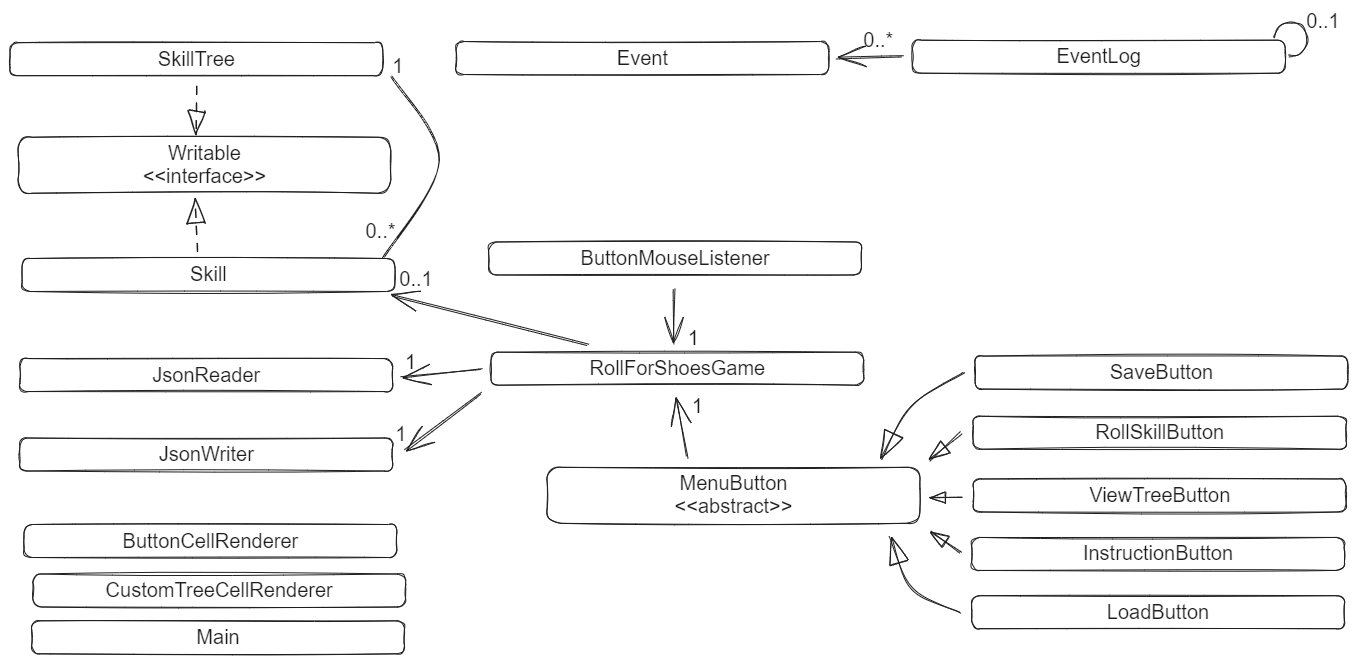 SkillTree
1
Event
0..*
EventLog
0..1
Writable
<<interface>>
0..*
Skill
0..1
ButtonMouseListener
1
RollForShoesGame
JsonReader
1
JsonWriter
1
1
MenuButton
<<abstract>>
SaveButton
RollSkillButton
ViewTreeButton
InstructionButton
LoadButton
ButtonCellRenderer
CustomTreeCellRenderer
Main